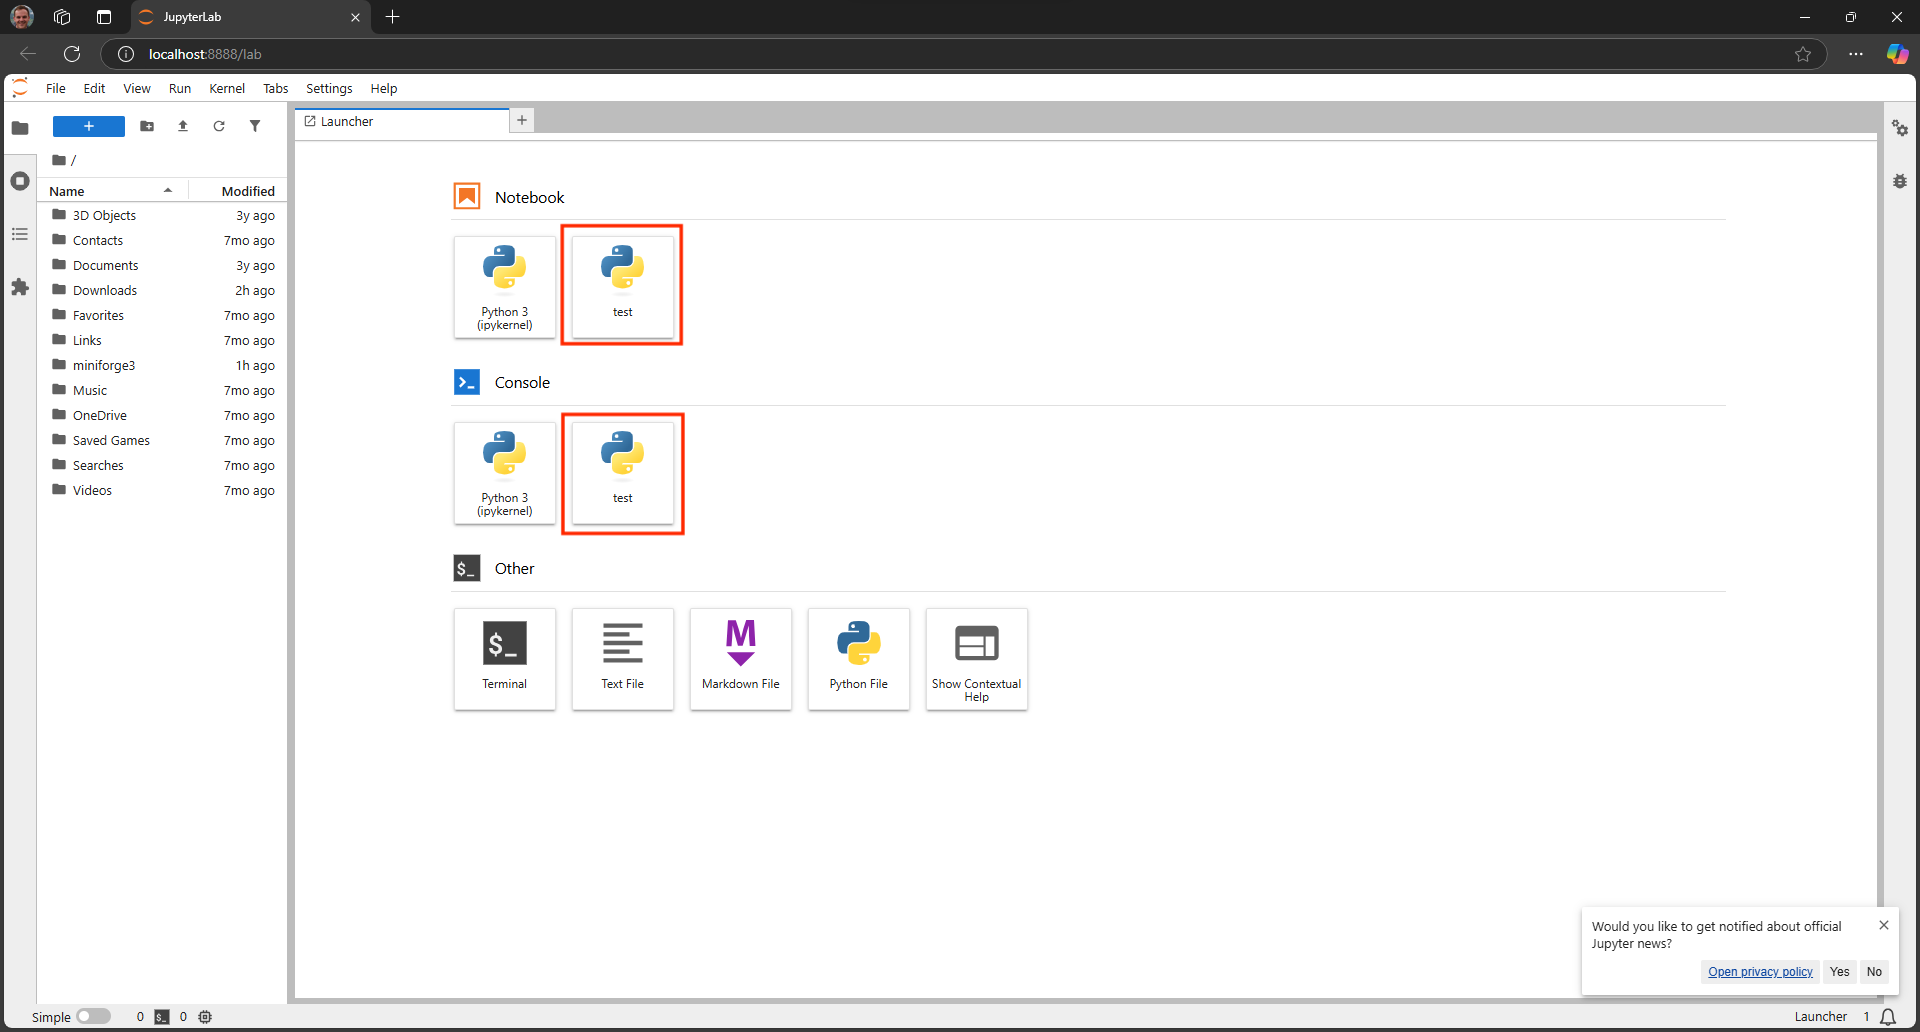 JupyterLab
localhost:8888/lab
File Edit View Run Kernel Tabs Settings Help
Launcher
/
Name Modified
3D Objects 3y ago
Contacts 7mo ago
Documents 3y ago
Downloads 2h ago
Favorites 7mo ago
Links 7mo ago
miniforge3 1h ago
Music 7mo ago
OneDrive 7mo ago
Saved Games 7mo ago
Searches 7mo ago
Videos 7mo ago
Notebook
Python 3
(ipykernel)
test
Console
Python 3
(ipykernel)
test
$_ Other
$_
Terminal
Text File
M
Markdown File
Python File
Show Contextual
Help
Would you like to get notified about official
Jupyter news?
Open privacy policy Yes No
Simple 0 $_ 0
Launcher 1